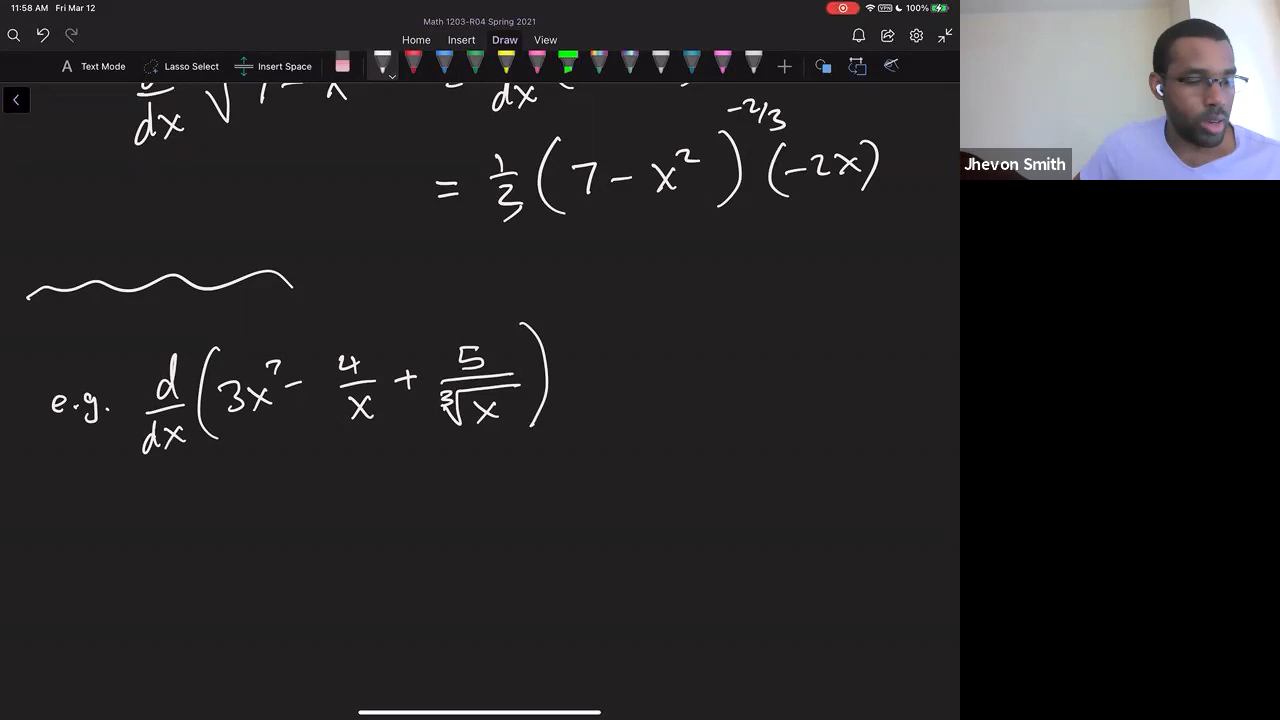 11:58 AM Fri Mar 12
100%
Math 1203-R04 Spring 2021
Home Insert Draw View
Text Mode Lasso Select Insert Space
d/dx
dx
= 1/3 (7 - x²)^(-2/3) (-2x)
e.g. d/dx (3x⁷ - 4/x + 5/∛x)
Jhevon Smith